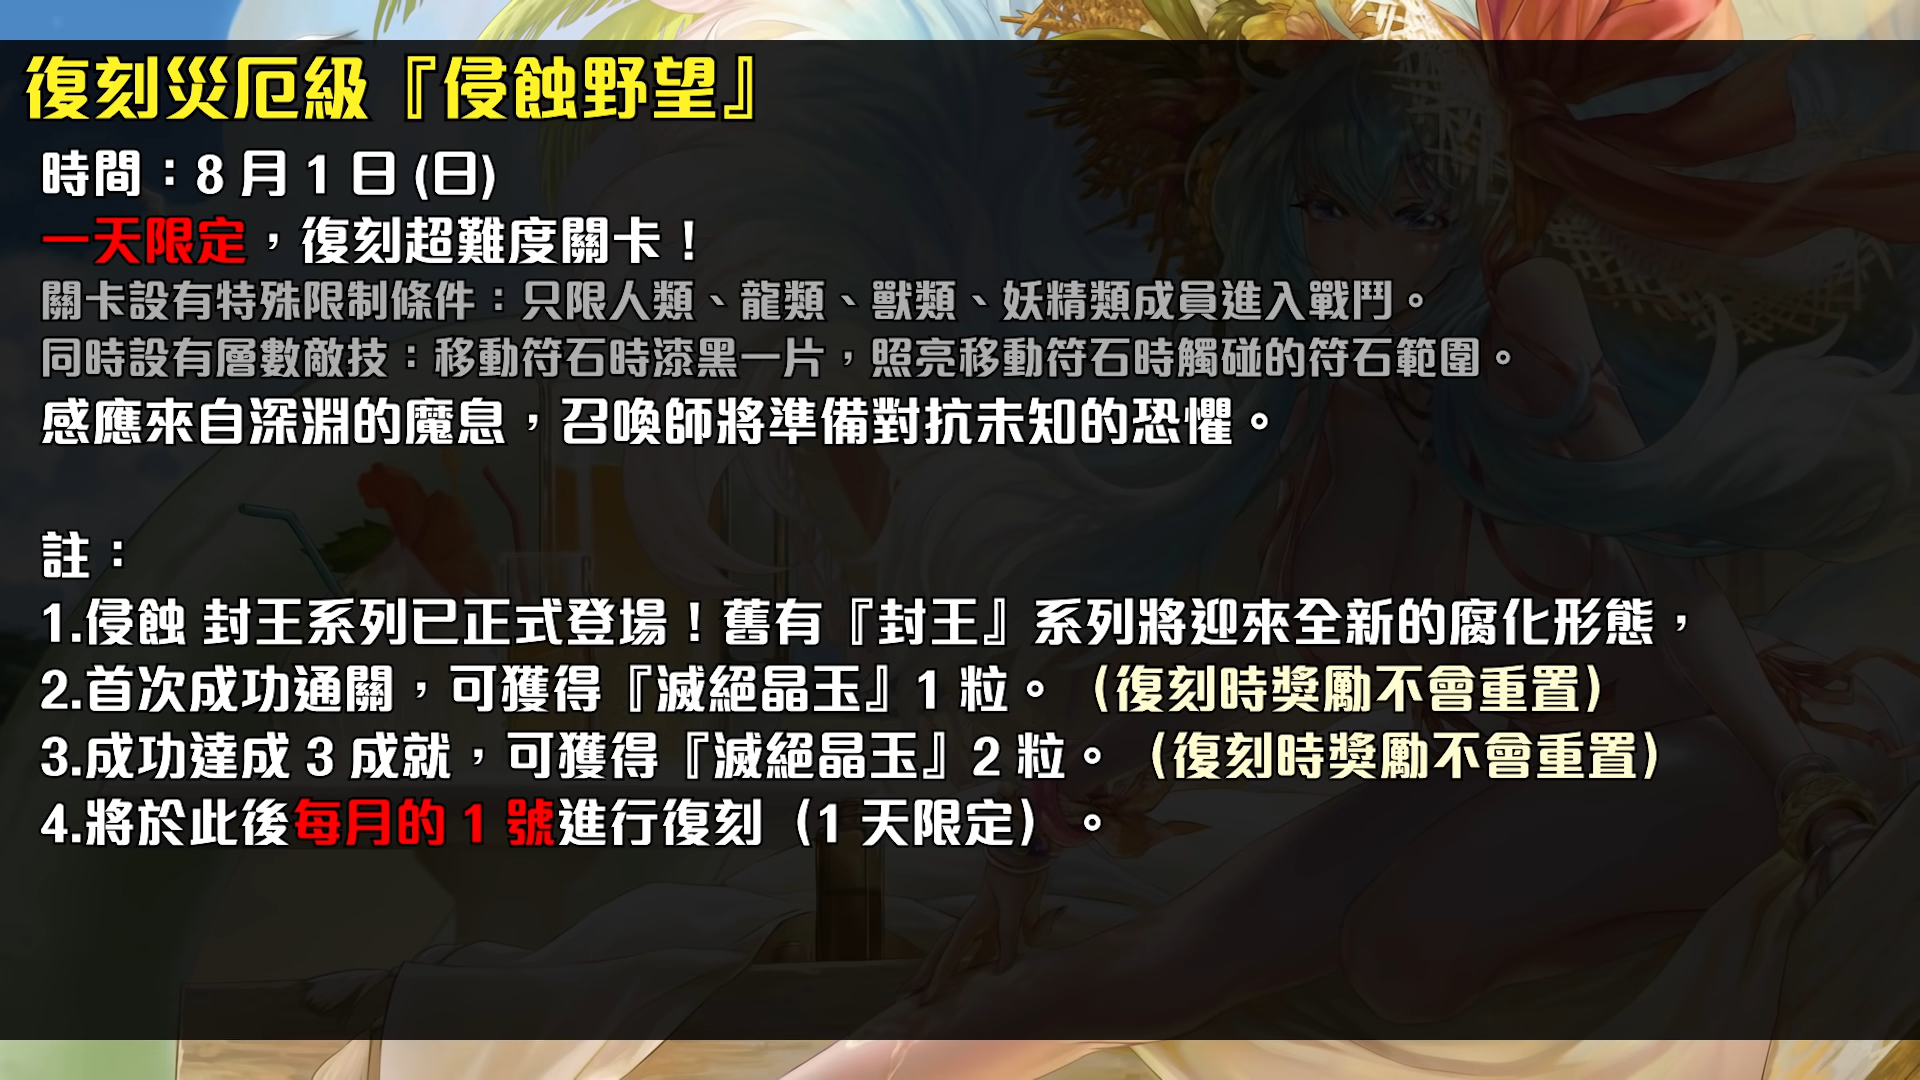 復刻災厄級『侵蝕野望』
時間：8 月 1 日 (日)
一天限定，復刻超難度關卡！
關卡設有特殊限制條件：只限人類、龍類、獸類、妖精類成員進入戰鬥。
同時設有層數敵技：移動符石時漆黑一片，照亮移動符石時觸碰的符石範圍。
感應來自深淵的魔息，召喚師將準備對抗未知的恐懼。
註：
1.侵蝕 封王系列已正式登場！舊有『封王』系列將迎來全新的腐化形態，
2.首次成功通關，可獲得『滅絕晶玉』1 粒。（復刻時獎勵不會重置）
3.成功達成 3 成就，可獲得『滅絕晶玉』2 粒。（復刻時獎勵不會重置）
4.將於此後每月的 1 號進行復刻（1 天限定）。